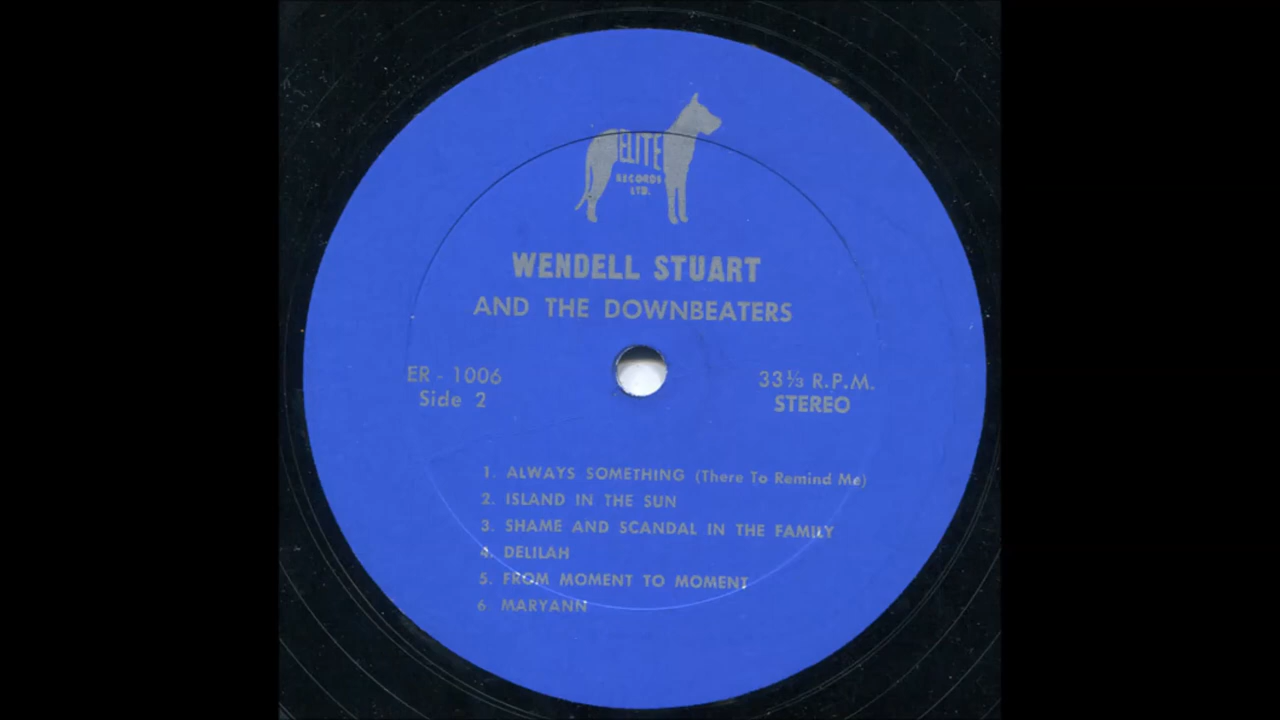 ELITE
RECORDS
LTD.
WENDELL STUART
AND THE DOWNBEATERS
ER - 1006
Side 2
33⅓ R.P.M.
STEREO
1. ALWAYS SOMETHING (There To Remind Me)
2. ISLAND IN THE SUN
3. SHAME AND SCANDAL IN THE FAMILY
4. DELILAH
5. FROM MOMENT TO MOMENT
6 MARYANN